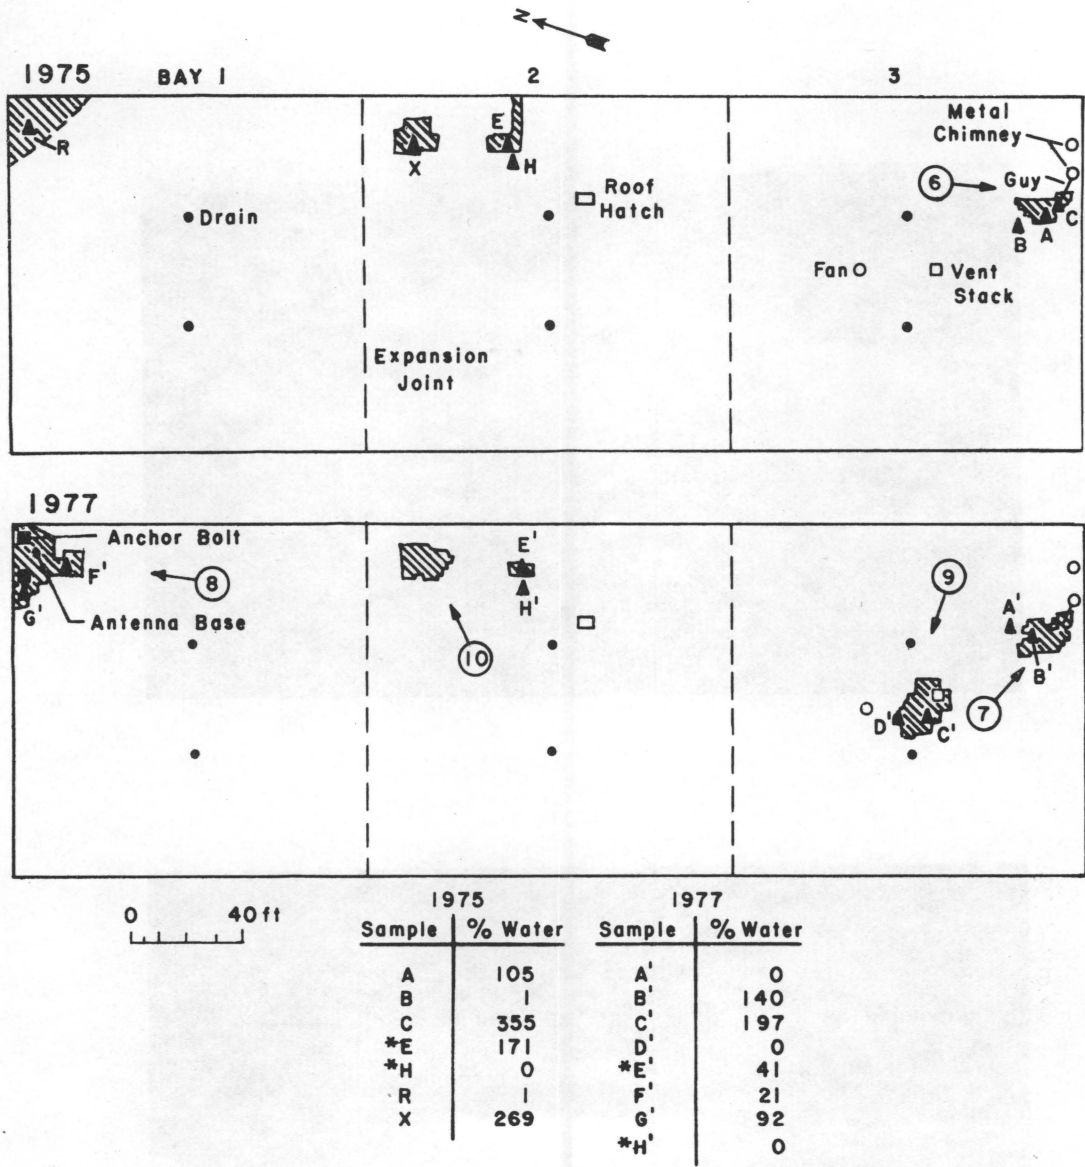 N
1975 BAY 1 2 3
Metal
Chimney
R
E
X
H
Roof
Hatch
6
Guy
Drain
B A C
Fan
Vent
Stack
Expansion
Joint
1977
Anchor Bolt
F'
8
G'
Antenna Base
E'
H'
10
9
A'
B'
7
D'
C'
0 40 ft
1975 1977
Sample % Water Sample % Water
A 105 A' 0
B 1 B' 140
C 355 C' 197
*E 171 D' 0
*H 0 *E' 41
R 1 F' 21
X 269 G' 92
*H' 0